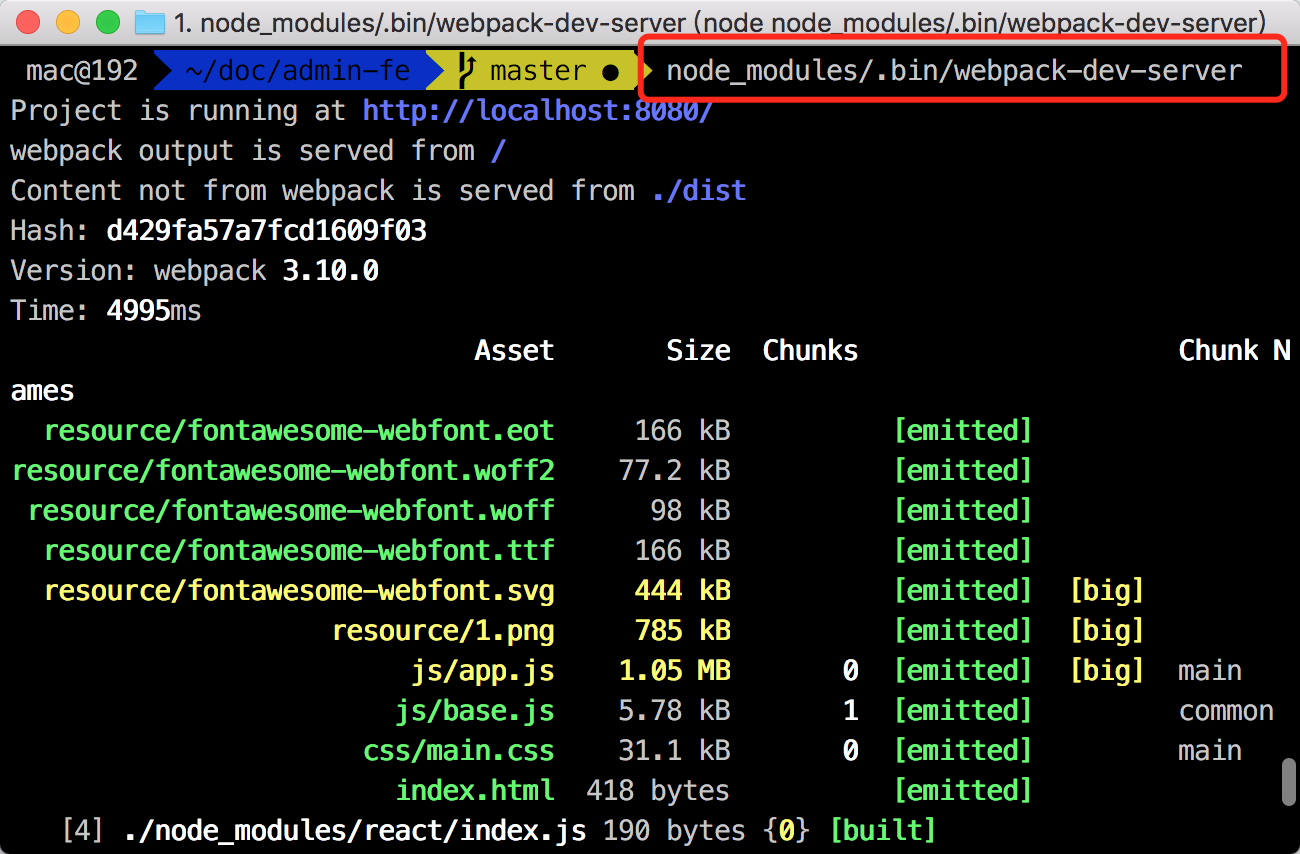 1. node_modules/.bin/webpack-dev-server (node node_modules/.bin/webpack-dev-server)
mac@192 ~/doc/admin-fe master ● node_modules/.bin/webpack-dev-server
Project is running at http://localhost:8080/
webpack output is served from /
Content not from webpack is served from ./dist
Hash: d429fa57a7fcd1609f03
Version: webpack 3.10.0
Time: 4995ms
Asset Size Chunks Chunk N
ames
resource/fontawesome-webfont.eot 166 kB [emitted]
resource/fontawesome-webfont.woff2 77.2 kB [emitted]
resource/fontawesome-webfont.woff 98 kB [emitted]
resource/fontawesome-webfont.ttf 166 kB [emitted]
resource/fontawesome-webfont.svg 444 kB [emitted] [big]
resource/1.png 785 kB [emitted] [big]
js/app.js 1.05 MB 0 [emitted] [big] main
js/base.js 5.78 kB 1 [emitted] common
css/main.css 31.1 kB 0 [emitted] main
index.html 418 bytes [emitted]
[4] ./node_modules/react/index.js 190 bytes {0} [built]